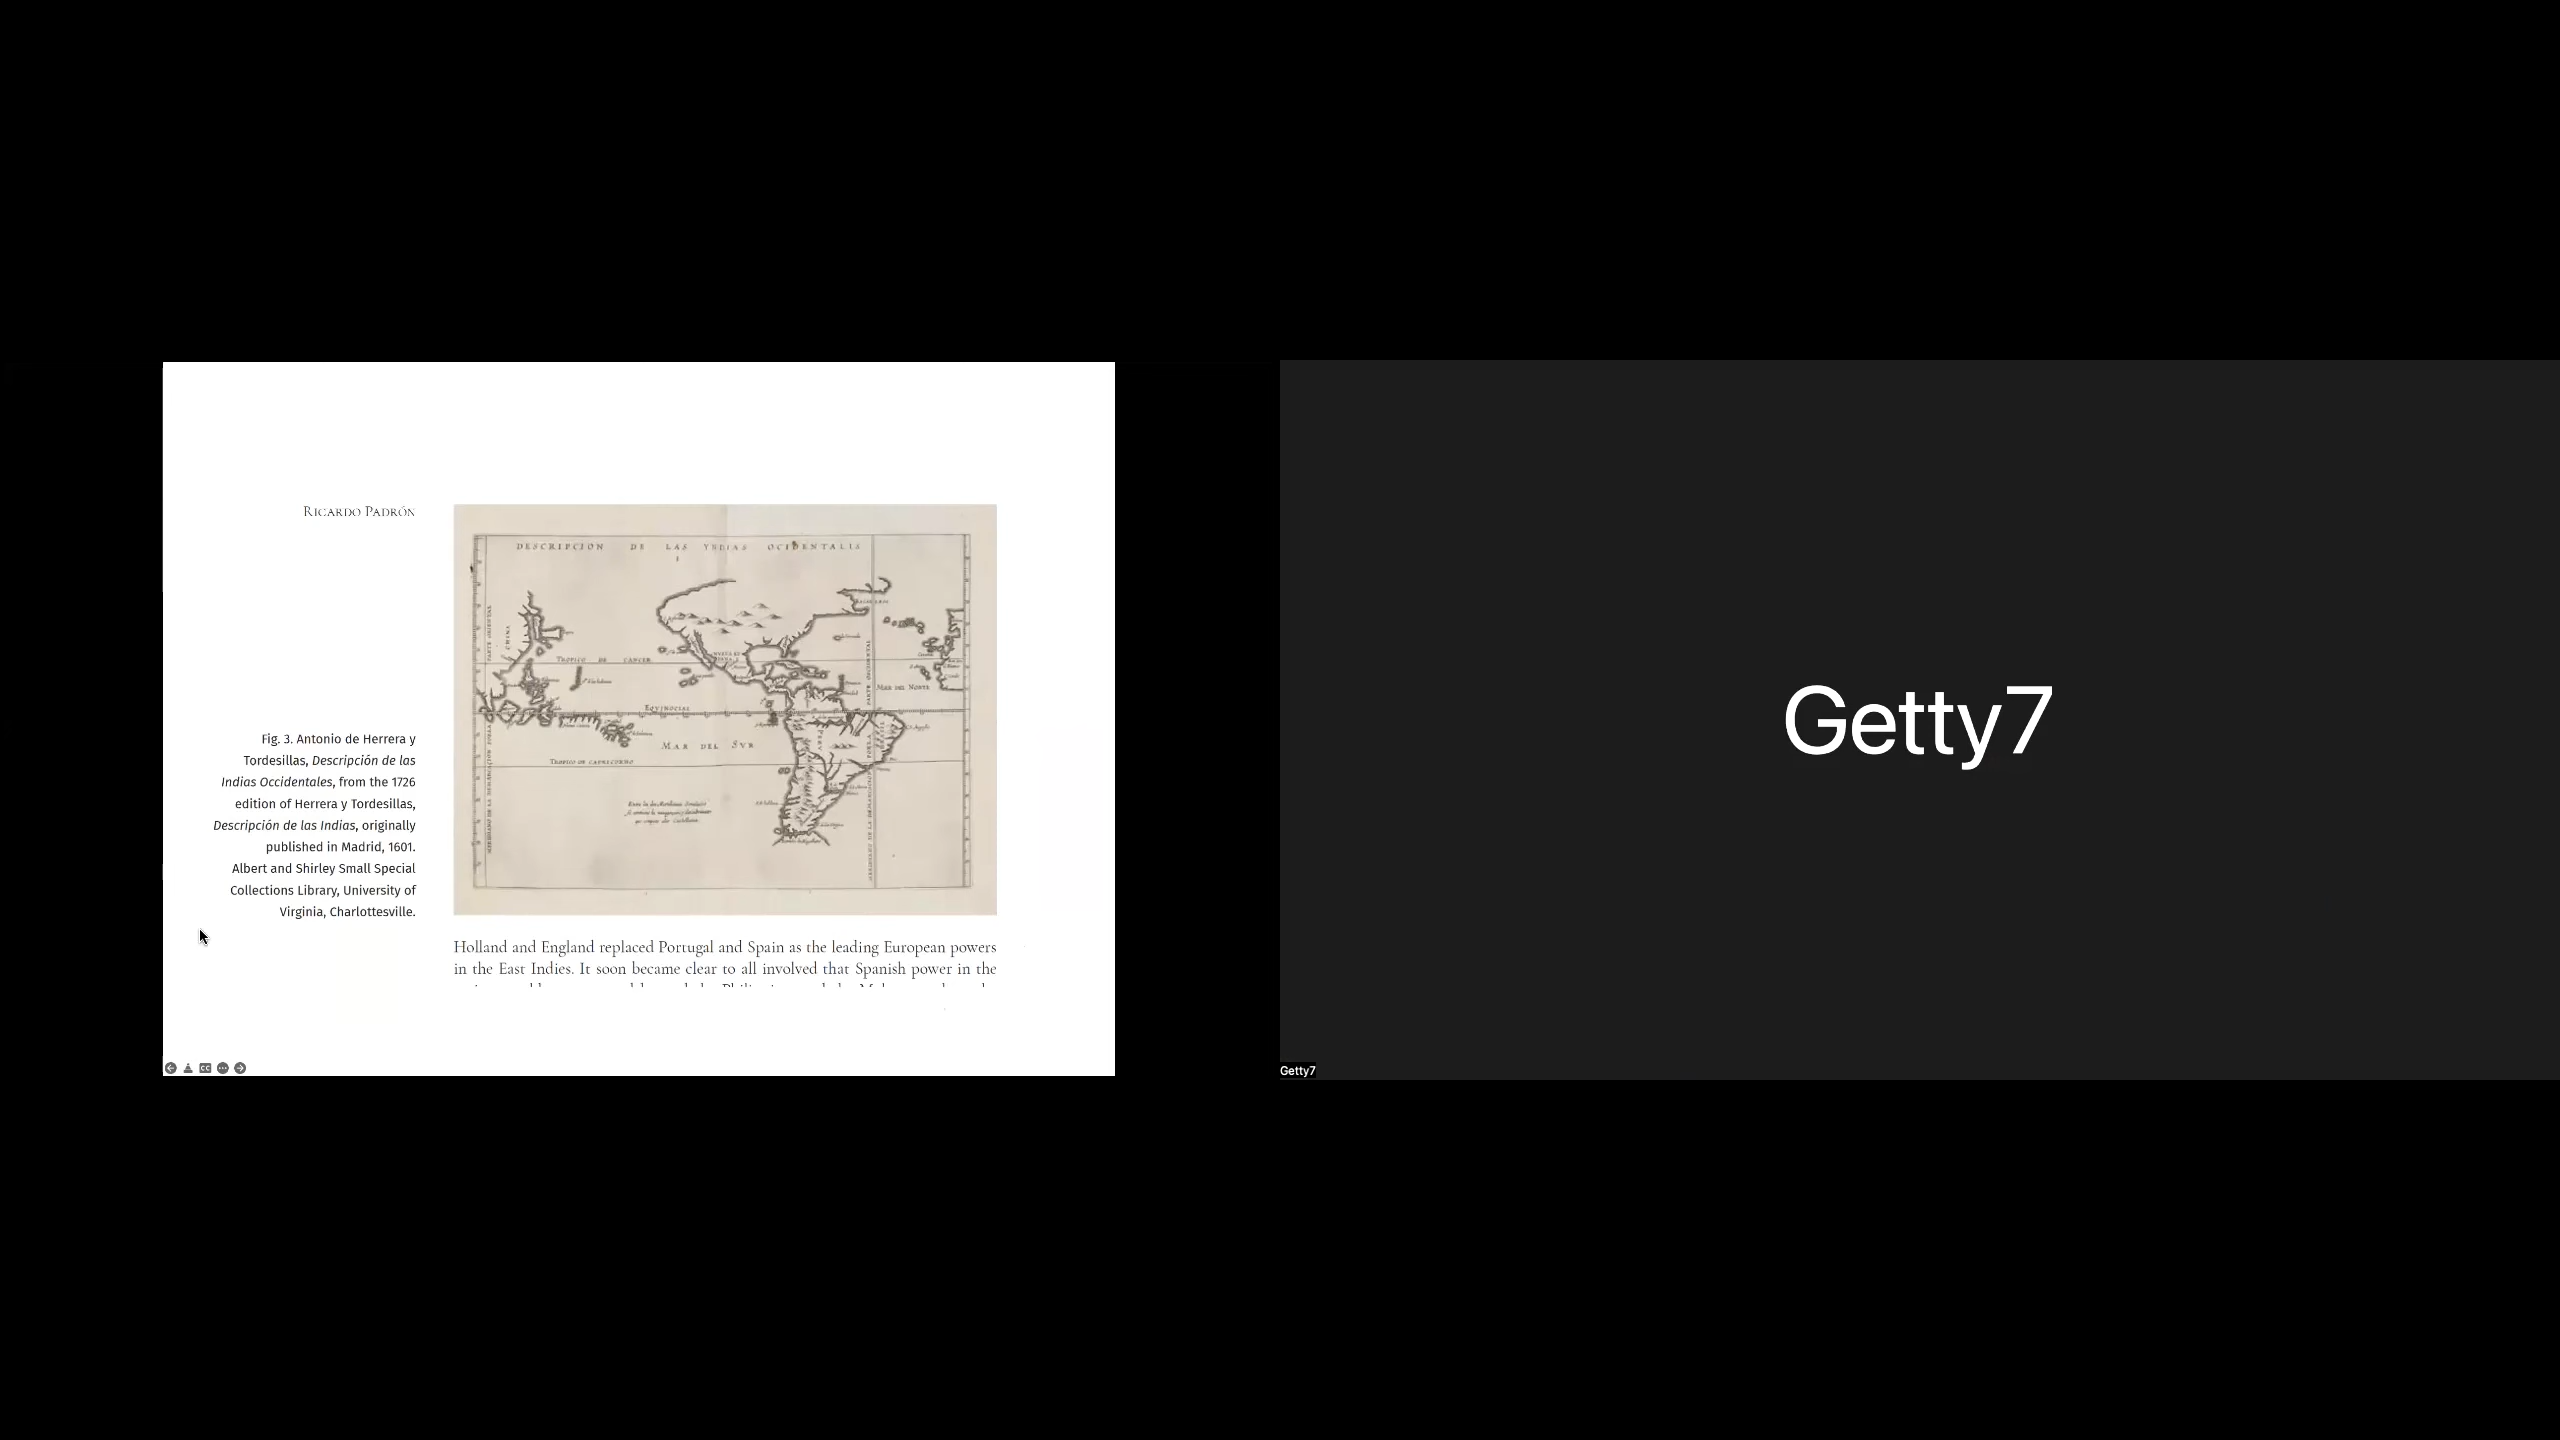 RICARDO PADRÓN
Fig. 3. Antonio de Herrera y
Tordesillas, Descripción de las
Indias Occidentales, from the 1726
edition of Herrera y Tordesillas,
Descripción de las Indias, originally
published in Madrid, 1601.
Albert and Shirley Small Special
Collections Library, University of
Virginia, Charlottesville.
DESCRIPCION DE LAS YNDIAS OCIDENTALIS
CHINA
TROPICO DE CANCER
MAR DEL NORTE
EQVINOCIAL
PERV
MAR DEL SVR
TROPICO DE CAPRICORNO
Holland and England replaced Portugal and Spain as the leading European powers
in the East Indies. It soon became clear to all involved that Spanish power in the
CC
Getty7
Getty7